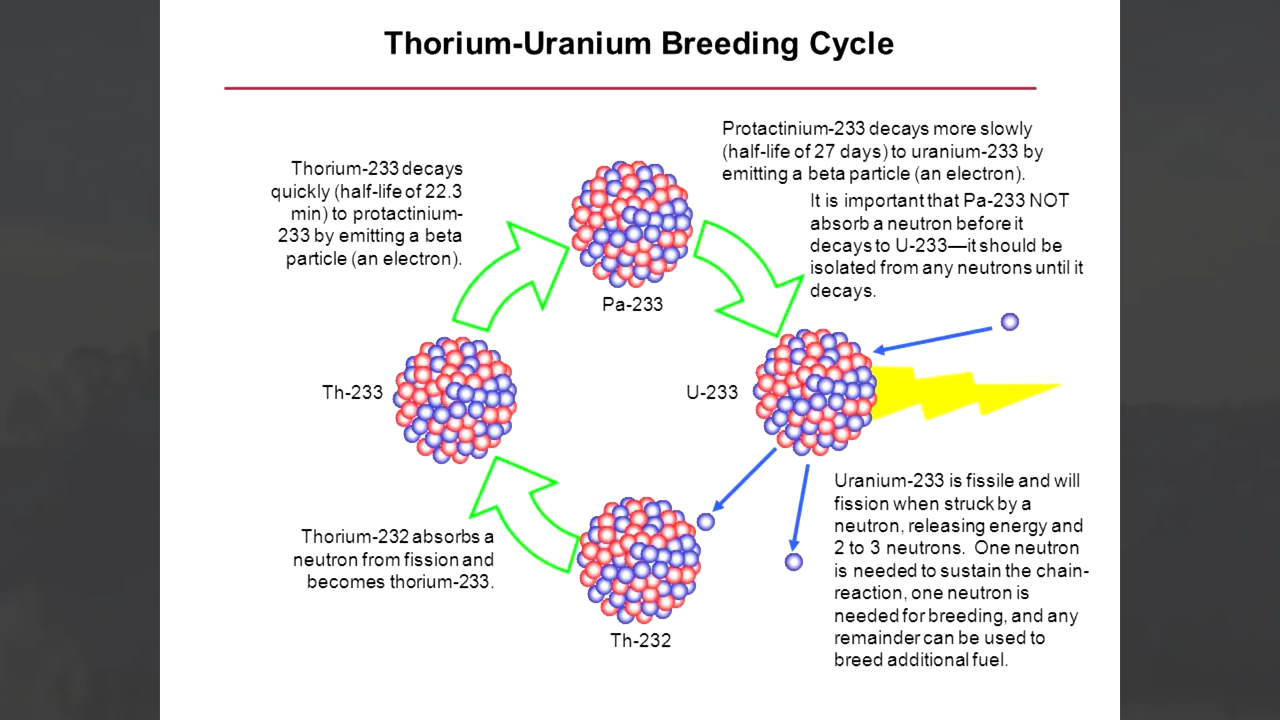 Thorium-Uranium Breeding Cycle
Protactinium-233 decays more slowly
(half-life of 27 days) to uranium-233 by
emitting a beta particle (an electron).
It is important that Pa-233 NOT
absorb a neutron before it
decays to U-233—it should be
isolated from any neutrons until it
decays.
Thorium-233 decays
quickly (half-life of 22.3
min) to protactinium-
233 by emitting a beta
particle (an electron).
Pa-233
Th-233
U-233
Thorium-232 absorbs a
neutron from fission and
becomes thorium-233.
Th-232
Uranium-233 is fissile and will
fission when struck by a
neutron, releasing energy and
2 to 3 neutrons. One neutron
is needed to sustain the chain-
reaction, one neutron is
needed for breeding, and any
remainder can be used to
breed additional fuel.